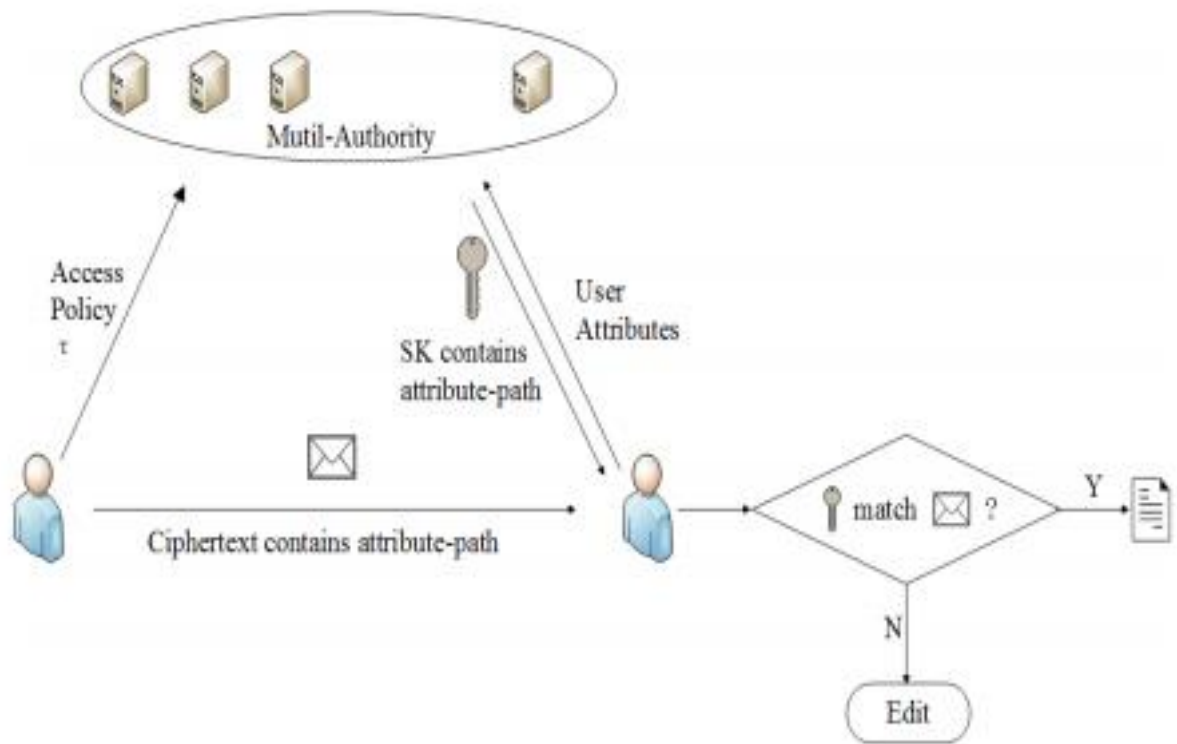 Mutil-Authority
Access
Policy
τ
User
Attributes
SK contains
attribute-path
Ciphertext contains attribute-path
match ?
Y
N
Edit